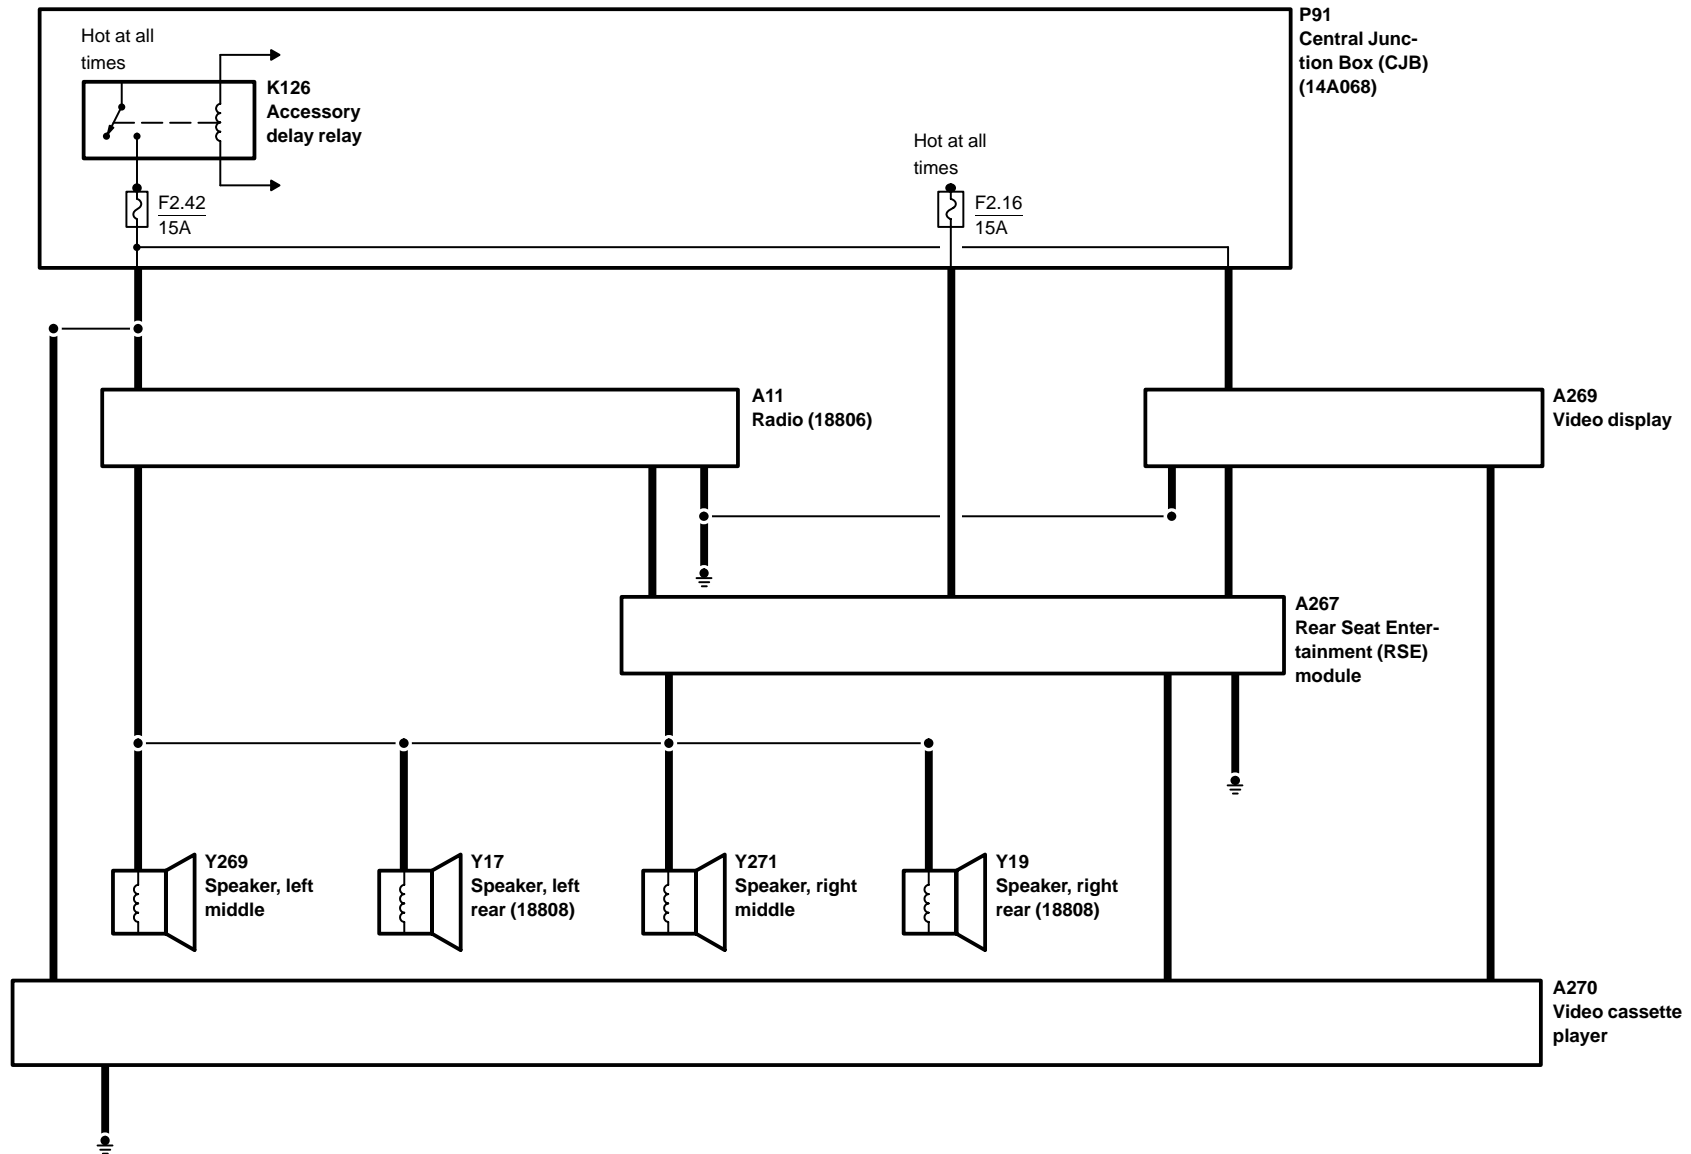 P91
Central Junc-
tion Box (CJB)
(14A068)
Hot at all
times
K126
Accessory
delay relay
F2.42
15A
Hot at all
times
F2.16
15A
A11
Radio (18806)
A269
Video display
A267
Rear Seat Enter-
tainment (RSE)
module
Y269
Speaker, left
middle
Y17
Speaker, left
rear (18808)
Y271
Speaker, right
middle
Y19
Speaker, right
rear (18808)
A270
Video cassette
player